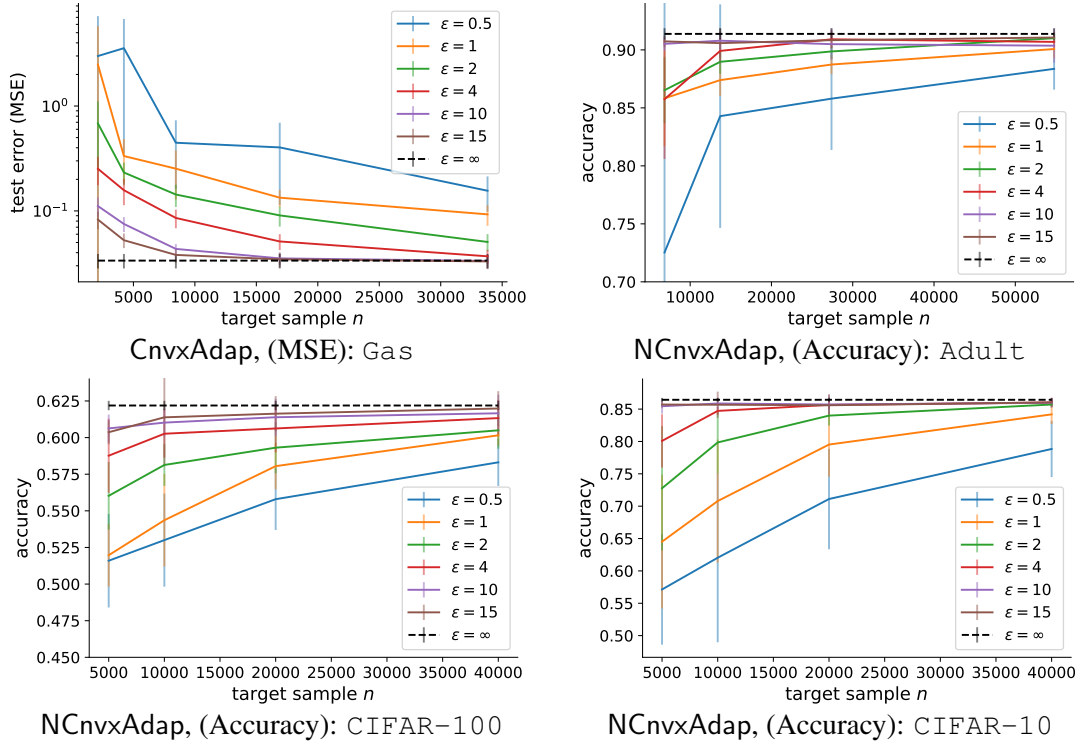 test error (MSE)
10⁰
10⁻¹
5000 10000 15000 20000 25000 30000 35000
target sample n
ε = 0.5
ε = 1
ε = 2
ε = 4
ε = 10
ε = 15
ε = ∞
CnvxAdap, (MSE): Gas
accuracy
0.90
0.85
0.80
0.75
0.70
10000 20000 30000 40000 50000
target sample n
ε = 0.5
ε = 1
ε = 2
ε = 4
ε = 10
ε = 15
ε = ∞
NCnvxAdap, (Accuracy): Adult
accuracy
0.625
0.600
0.575
0.550
0.525
0.500
0.475
0.450
5000 10000 15000 20000 25000 30000 35000 40000
target sample n
ε = 0.5
ε = 1
ε = 2
ε = 4
ε = 10
ε = 15
ε = ∞
NCnvxAdap, (Accuracy): CIFAR-100
accuracy
0.85
0.80
0.75
0.70
0.65
0.60
0.55
0.50
5000 10000 15000 20000 25000 30000 35000 40000
target sample n
ε = 0.5
ε = 1
ε = 2
ε = 4
ε = 10
ε = 15
ε = ∞
NCnvxAdap, (Accuracy): CIFAR-10